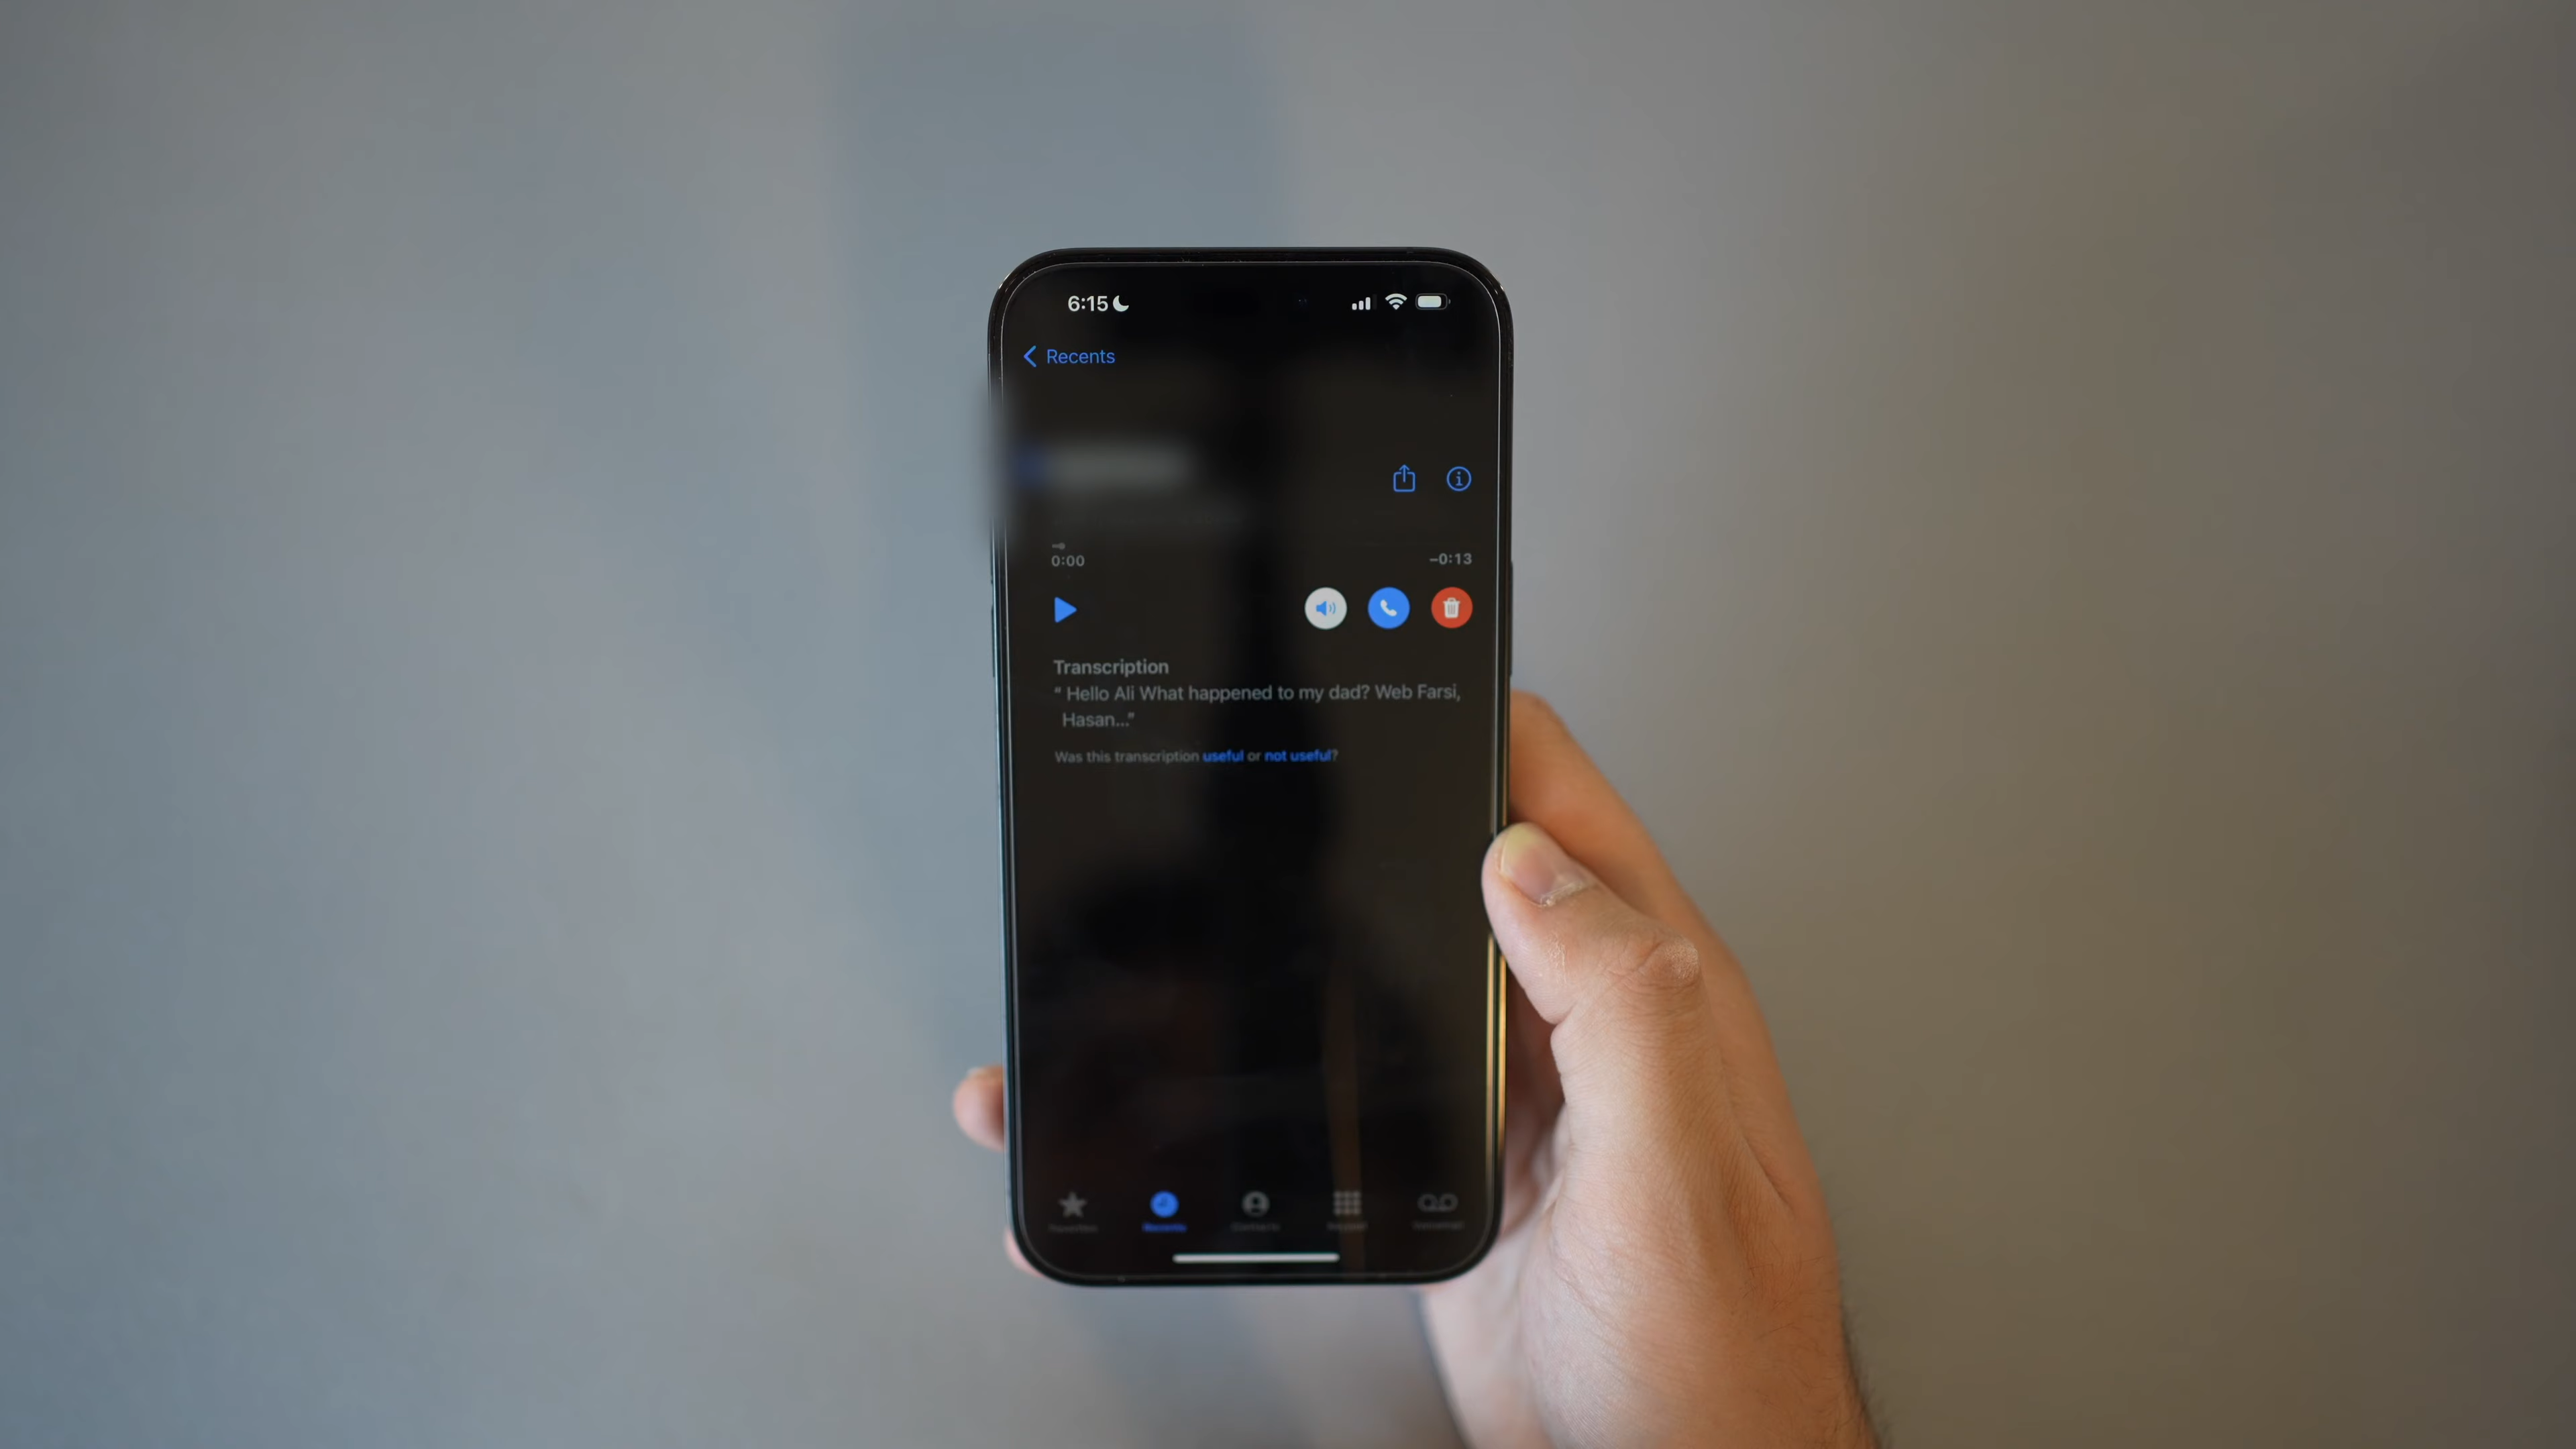 6:15
Recents
0:00
−0:13
Transcription
“ Hello Ali What happened to my dad? Web Farsi,
Hasan...”
Was this transcription useful or not useful?
Recents